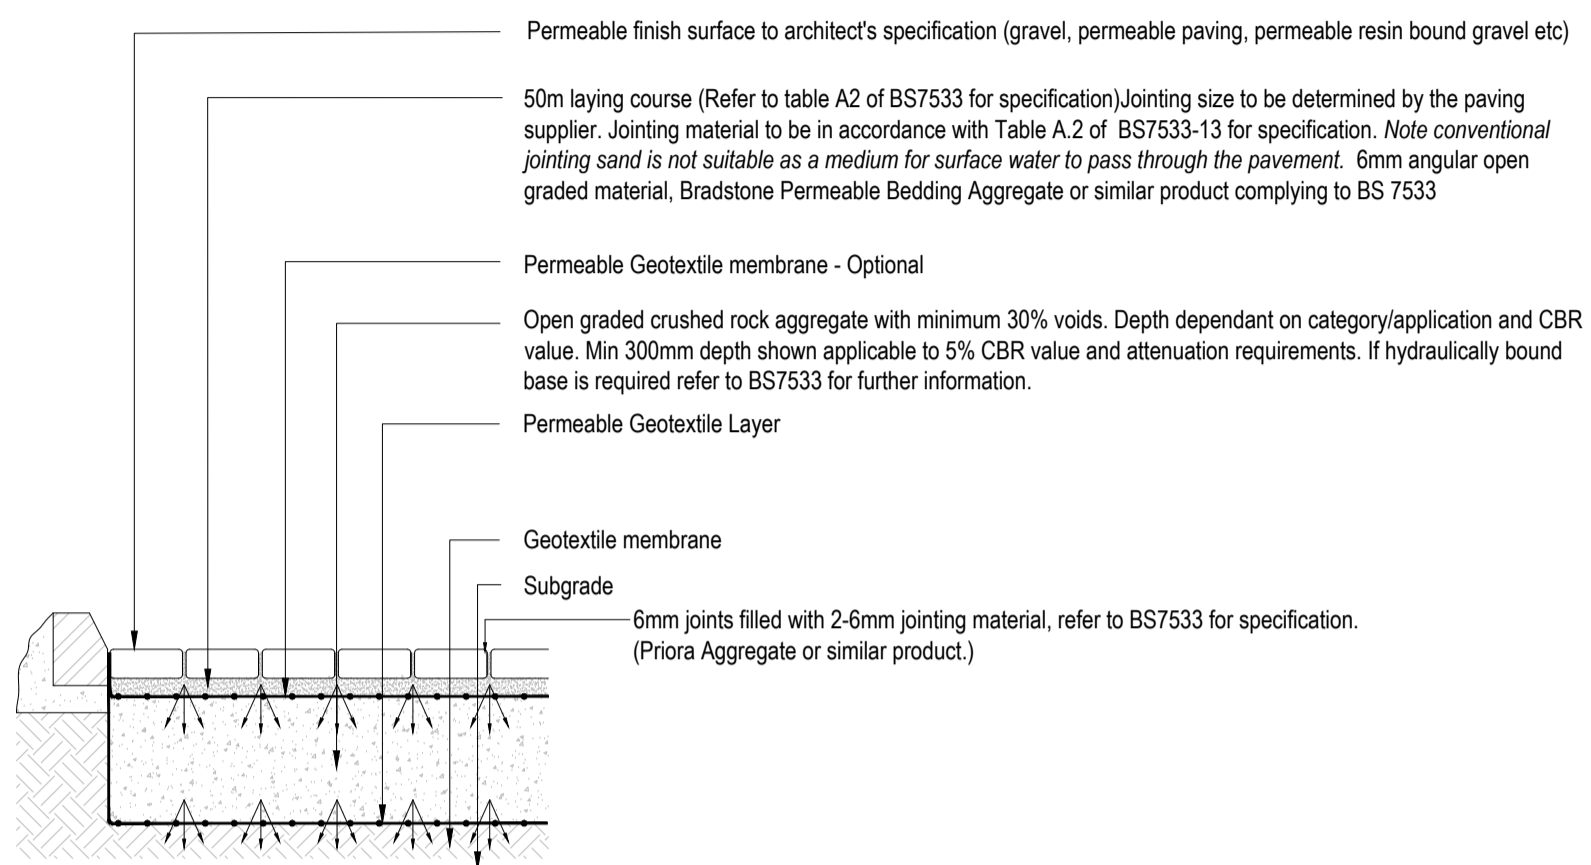 Permeable finish surface to architect's specification (gravel, permeable paving, permeable resin bound gravel etc)
50m laying course (Refer to table A2 of BS7533 for specification)Jointing size to be determined by the paving
supplier. Jointing material to be in accordance with Table A.2 of BS7533-13 for specification. Note conventional
jointing sand is not suitable as a medium for surface water to pass through the pavement. 6mm angular open
graded material, Bradstone Permeable Bedding Aggregate or similar product complying to BS 7533
Permeable Geotextile membrane - Optional
Open graded crushed rock aggregate with minimum 30% voids. Depth dependant on category/application and CBR
value. Min 300mm depth shown applicable to 5% CBR value and attenuation requirements. If hydraulically bound
base is required refer to BS7533 for further information.
Permeable Geotextile Layer
Geotextile membrane
Subgrade
6mm joints filled with 2-6mm jointing material, refer to BS7533 for specification.
(Priora Aggregate or similar product.)